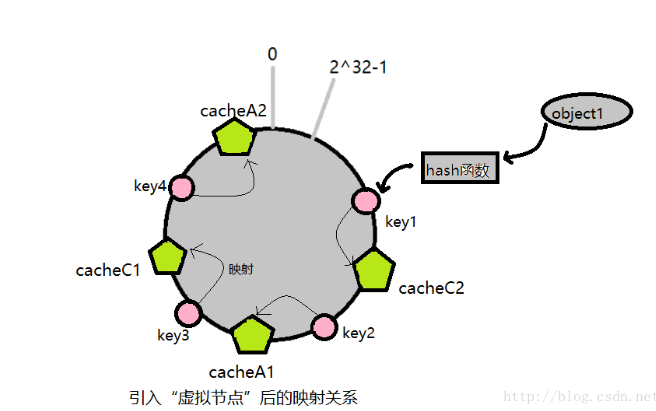 0
2^32-1
cacheA2
object1
hash函数
key4
key1
映射
cacheC1
cacheC2
key3
key2
cacheA1
引入“虚拟节点”后的映射关系
http://blog.csdn.net